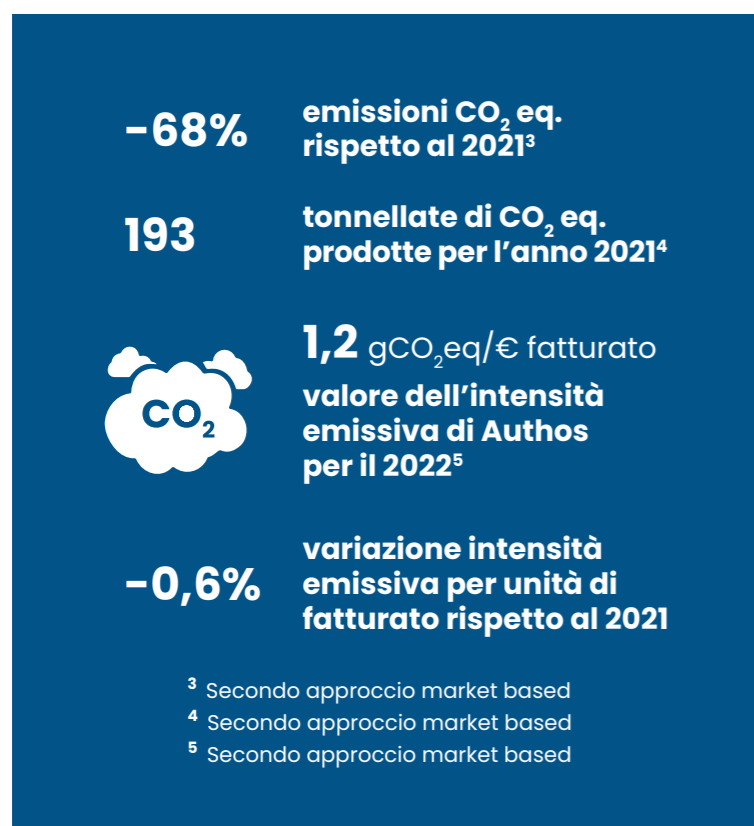 -68%
emissioni CO₂ eq.
rispetto al 2021³
193
tonnellate di CO₂ eq.
prodotte per l’anno 2021⁴
CO₂
1,2 gCO₂eq/€ fatturato
valore dell’intensità
emissiva di Authos
per il 2022⁵
-0,6%
variazione intensità
emissiva per unità di
fatturato rispetto al 2021
³ Secondo approccio market based
⁴ Secondo approccio market based
⁵ Secondo approccio market based